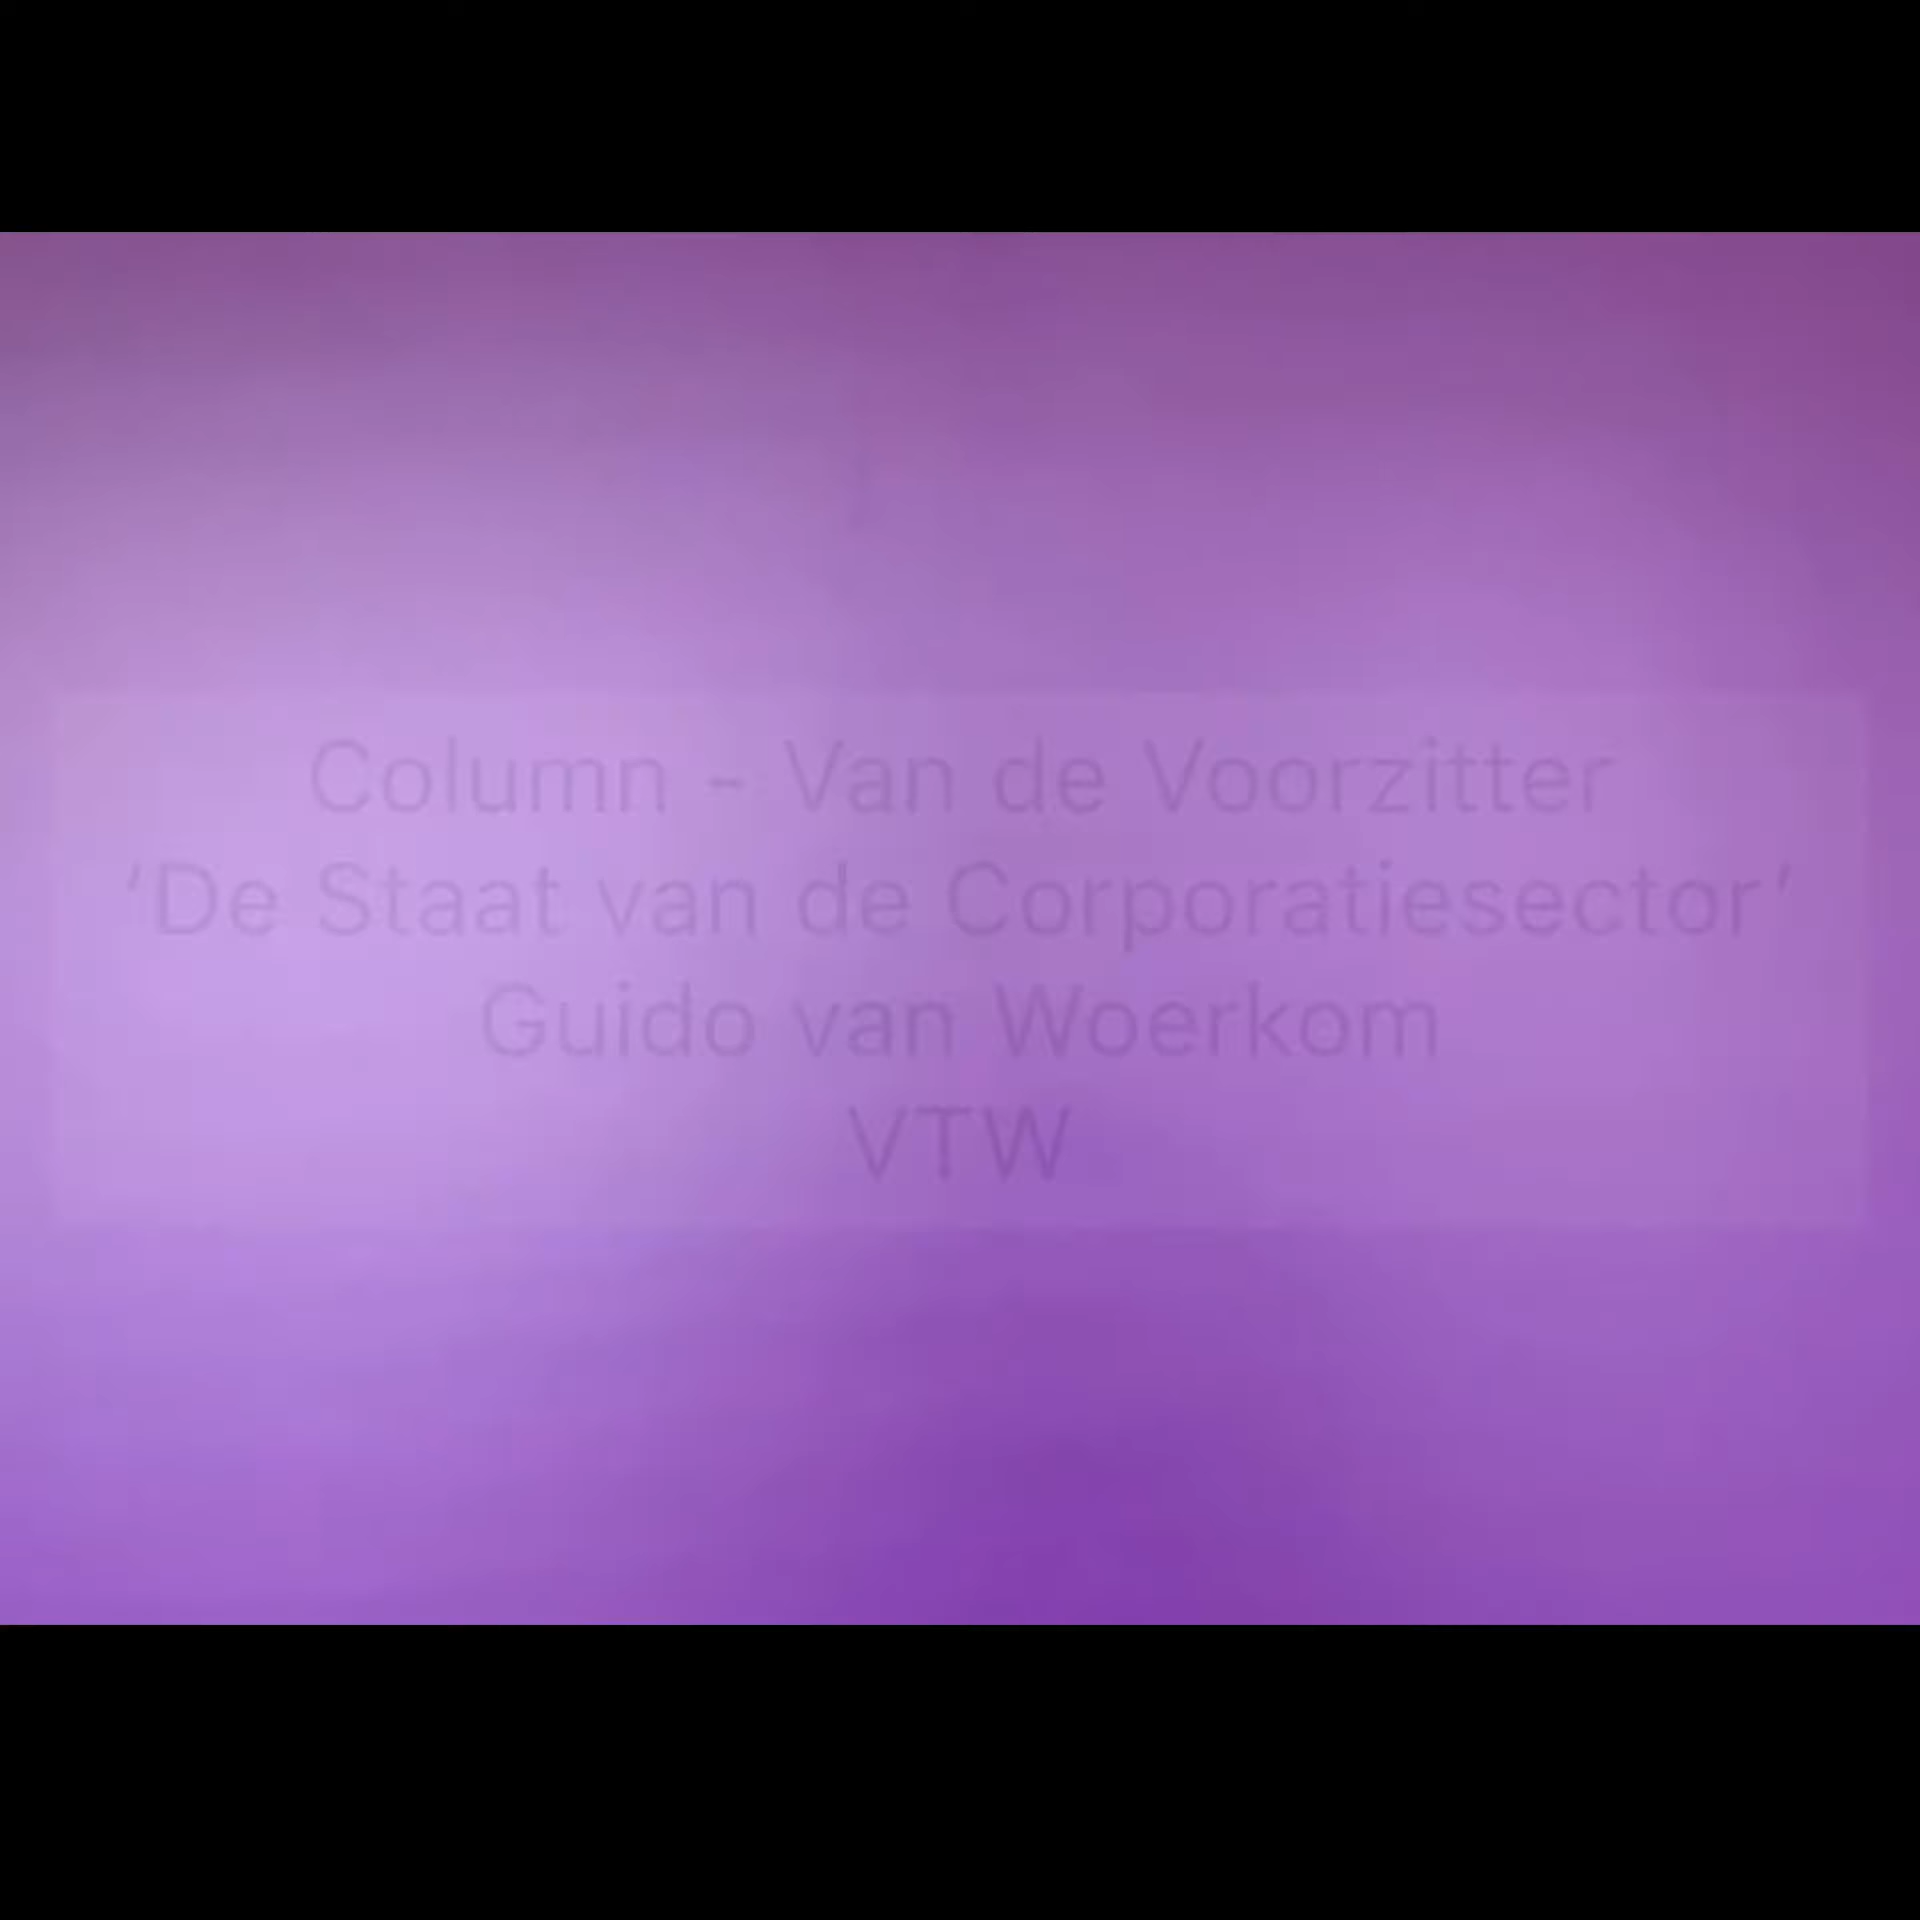 Column - Van de Voorzitter
'De Staat van de Corporatiesector'
Guido van Woerkom
VTW